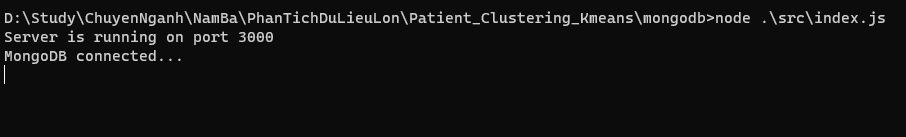 D:\Study\ChuyenNganh\NamBa\PhanTichDuLieuLon\Patient_Clustering_Kmeans\mongodb>node .\src\index.js
Server is running on port 3000
MongoDB connected...